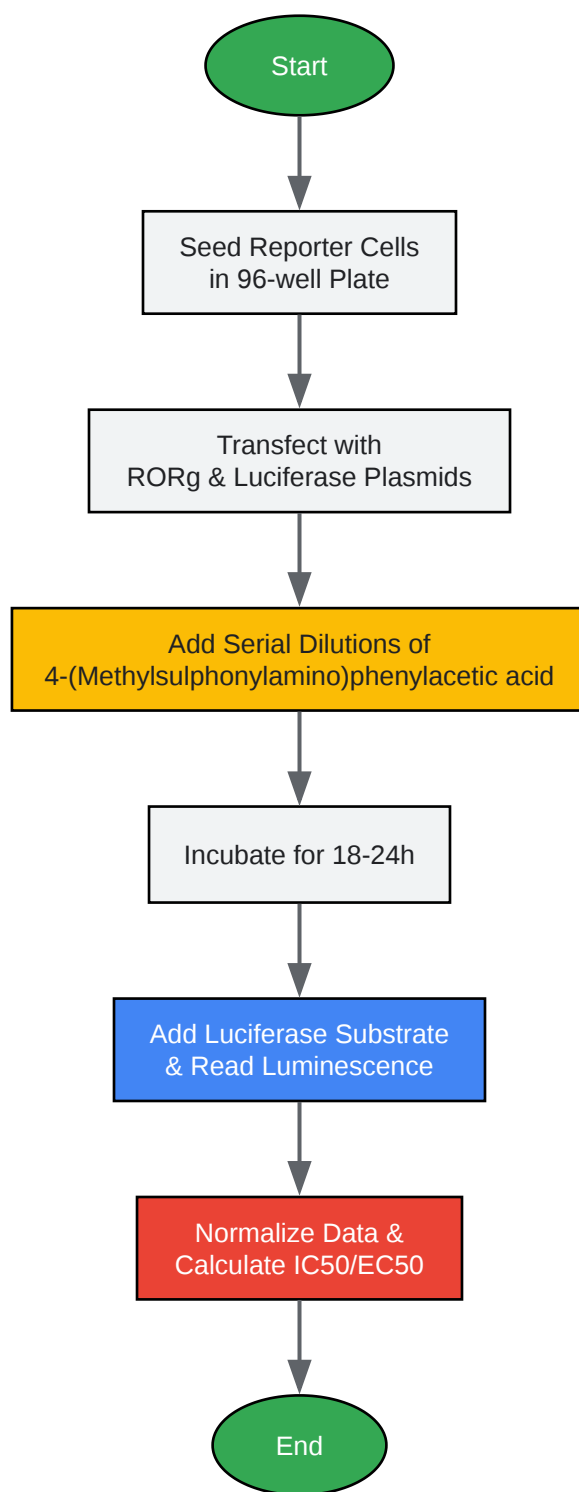 Start
Seed Reporter Cells
in 96-well Plate
Transfect with
RORg & Luciferase Plasmids
Add Serial Dilutions of
4-(Methylsulphonylamino)phenylacetic acid
Incubate for 18-24h
Add Luciferase Substrate
& Read Luminescence
Normalize Data &
Calculate IC50/EC50
End